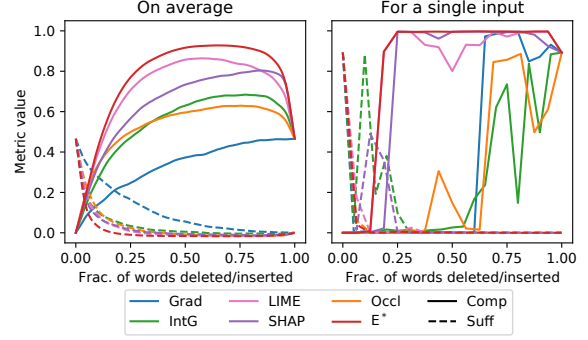 On average
For a single input
Metric value
1.0
0.8
0.6
0.4
0.2
0.0
0.00 0.25 0.50 0.75 1.00
0.00 0.25 0.50 0.75 1.00
Frac. of words deleted/inserted
Frac. of words deleted/inserted
Grad LIME Occl Comp
IntG SHAP E* Suff